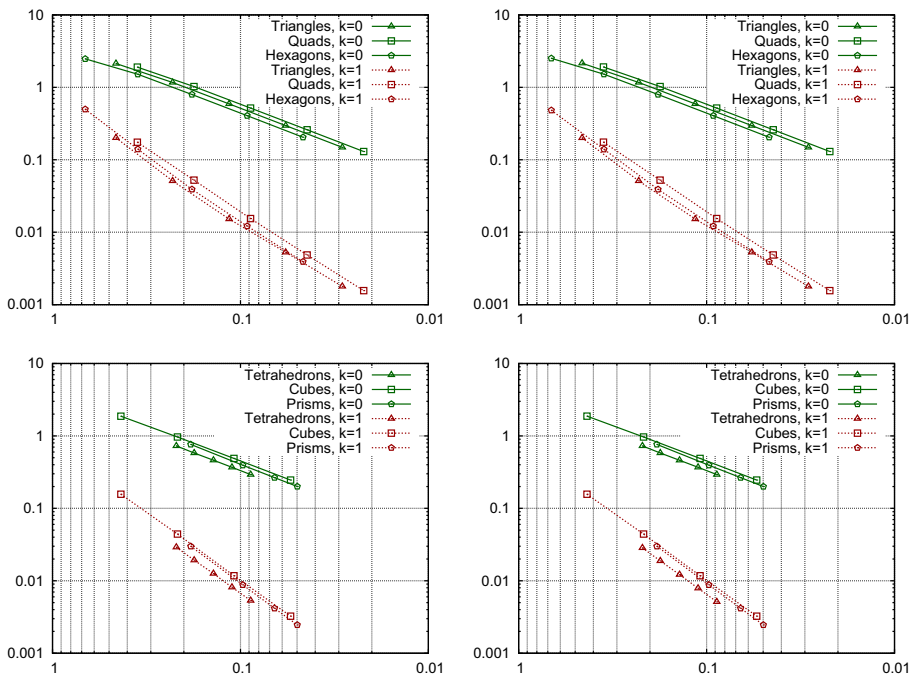 10
1
0.1
0.01
0.001
1
0.1
0.01
Triangles, k=0
Quads, k=0
Hexagons, k=0
Triangles, k=1
Quads, k=1
Hexagons, k=1
10
1
0.1
0.01
0.001
1
0.1
0.01
Triangles, k=0
Quads, k=0
Hexagons, k=0
Triangles, k=1
Quads, k=1
Hexagons, k=1
10
1
0.1
0.01
0.001
1
0.1
0.01
Tetrahedrons, k=0
Cubes, k=0
Prisms, k=0
Tetrahedrons, k=1
Cubes, k=1
Prisms, k=1
10
1
0.1
0.01
0.001
1
0.1
0.01
Tetrahedrons, k=0
Cubes, k=0
Prisms, k=0
Tetrahedrons, k=1
Cubes, k=1
Prisms, k=1